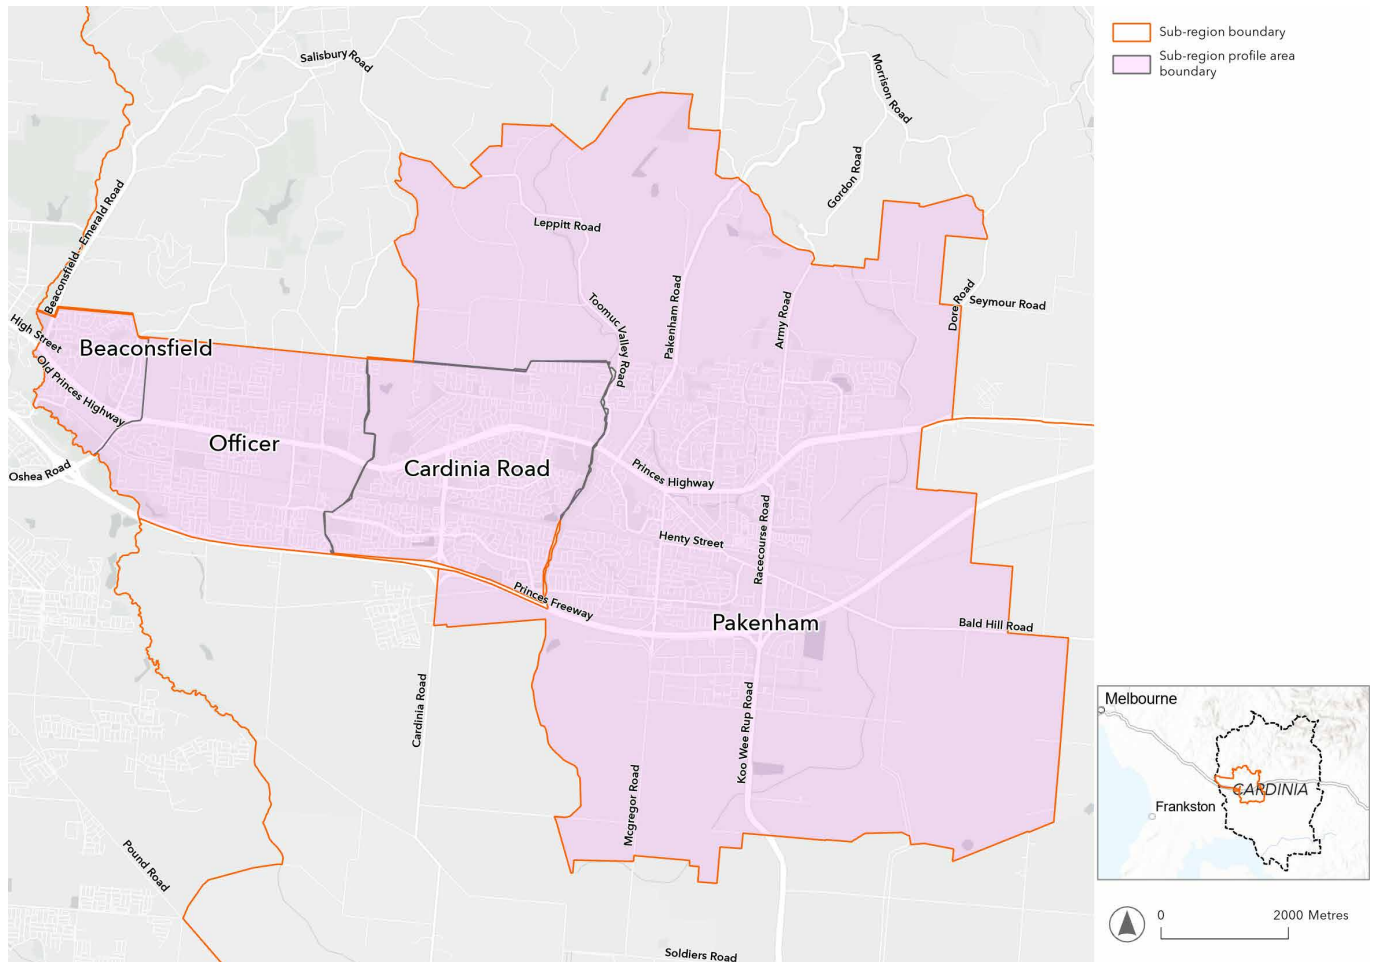 Sub-region boundary
Sub-region profile area
boundary
Salisbury Road
Morrison Road
Gordon Road
Beaconsfield - Emerald Road
Leppitt Road
Pakenham Road
Toomuc Valley Road
Army Road
Dore Road
Seymour Road
High Street
Beaconsfield
Old Princes Highway
Officer
Cardinia Road
Oshea Road
Princes Highway
Racecourse Road
Henty Street
Princes Freeway
Pakenham
Bald Hill Road
Cardinia Road
Koo Wee Rup Road
Mcgregor Road
Pound Road
Soldiers Road
Melbourne
CARDINIA
Frankston
0 2000 Metres